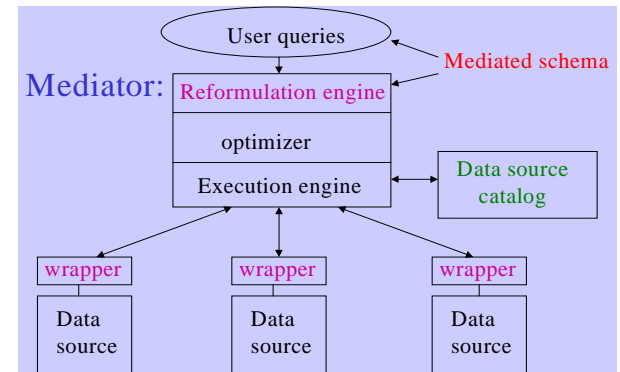 User queries
Mediated schema
Mediator:
Reformulation engine
optimizer
Execution engine
Data source
catalog
wrapper
wrapper
wrapper
Data
source
Data
source
Data
source